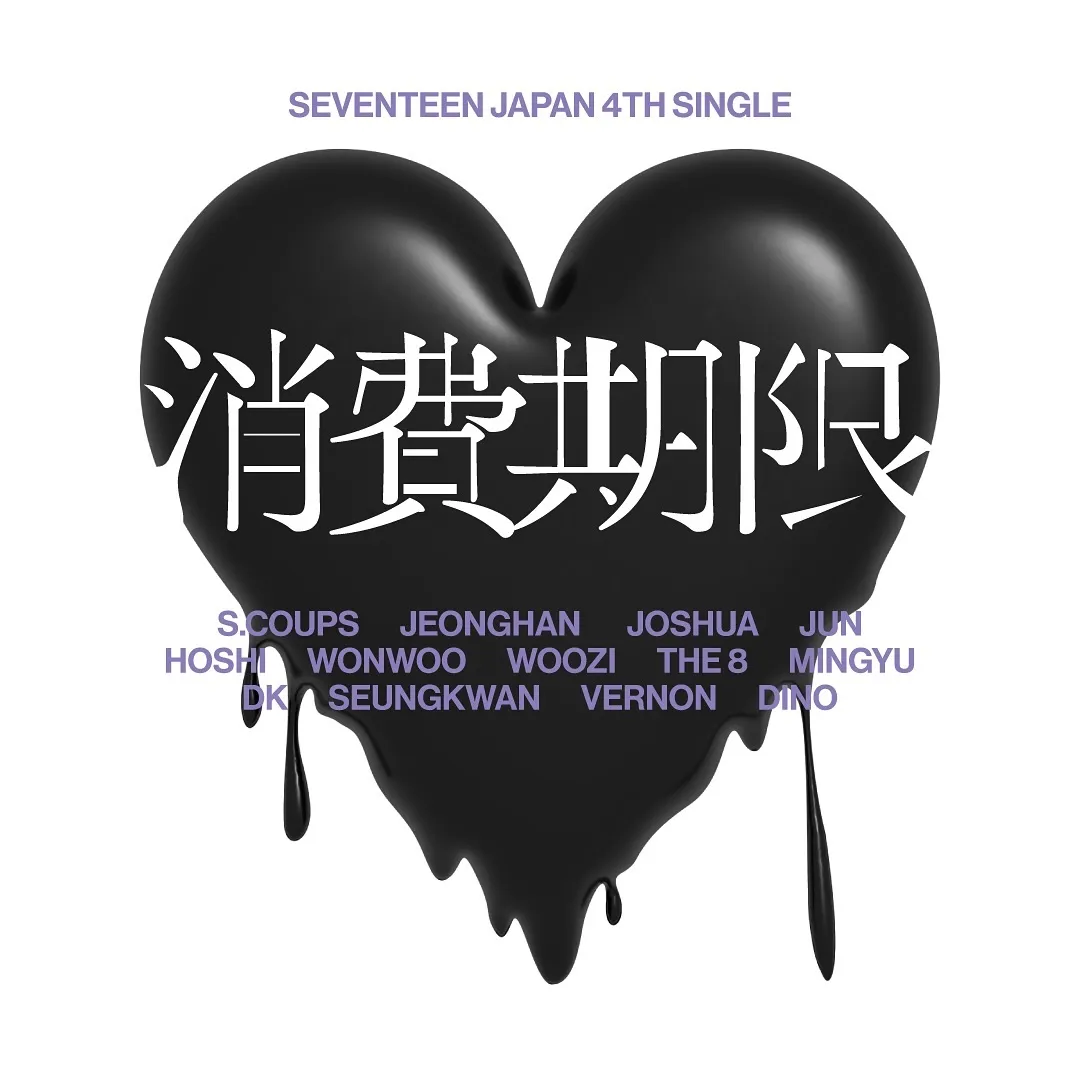 SEVENTEEN JAPAN 4TH SINGLE
消費期限
S.COUPS JEONGHAN JOSHUA JUN
HOSHI WONWOO WOOZI THE 8 MINGYU
DK SEUNGKWAN VERNON DINO